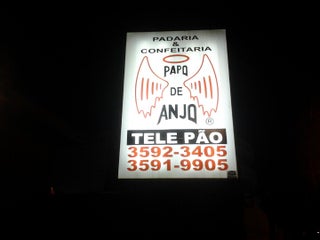 PADARIA
&
CONFEITARIA
PAPO
DE
ANJO
TELE PÃO
3592-3405
3591-9905